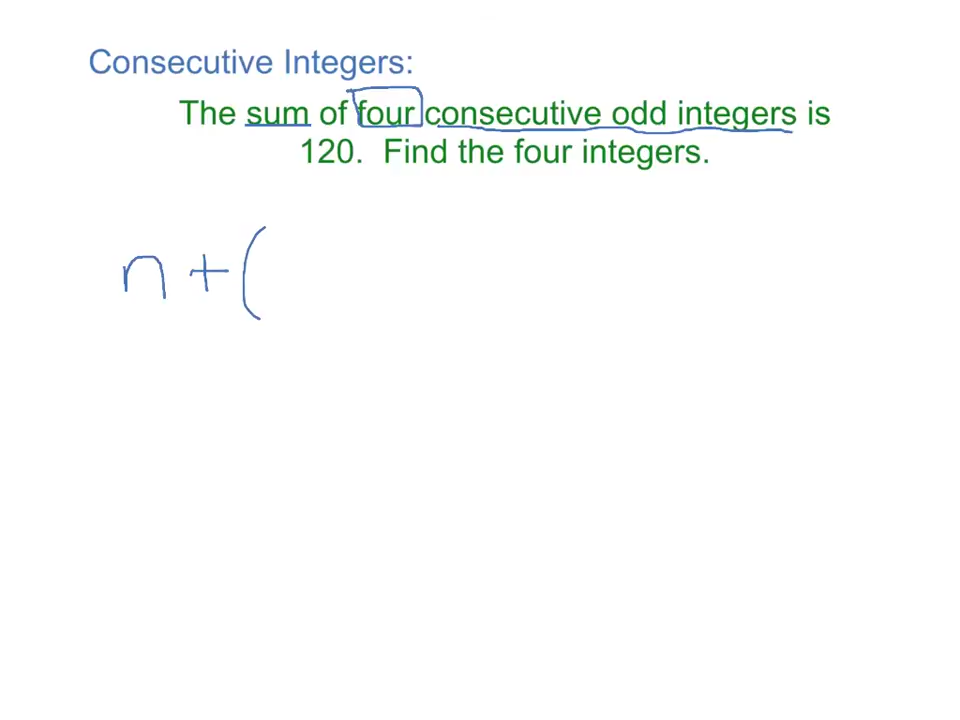 Consecutive Integers:
The sum of four consecutive odd integers is
120. Find the four integers.
n + (